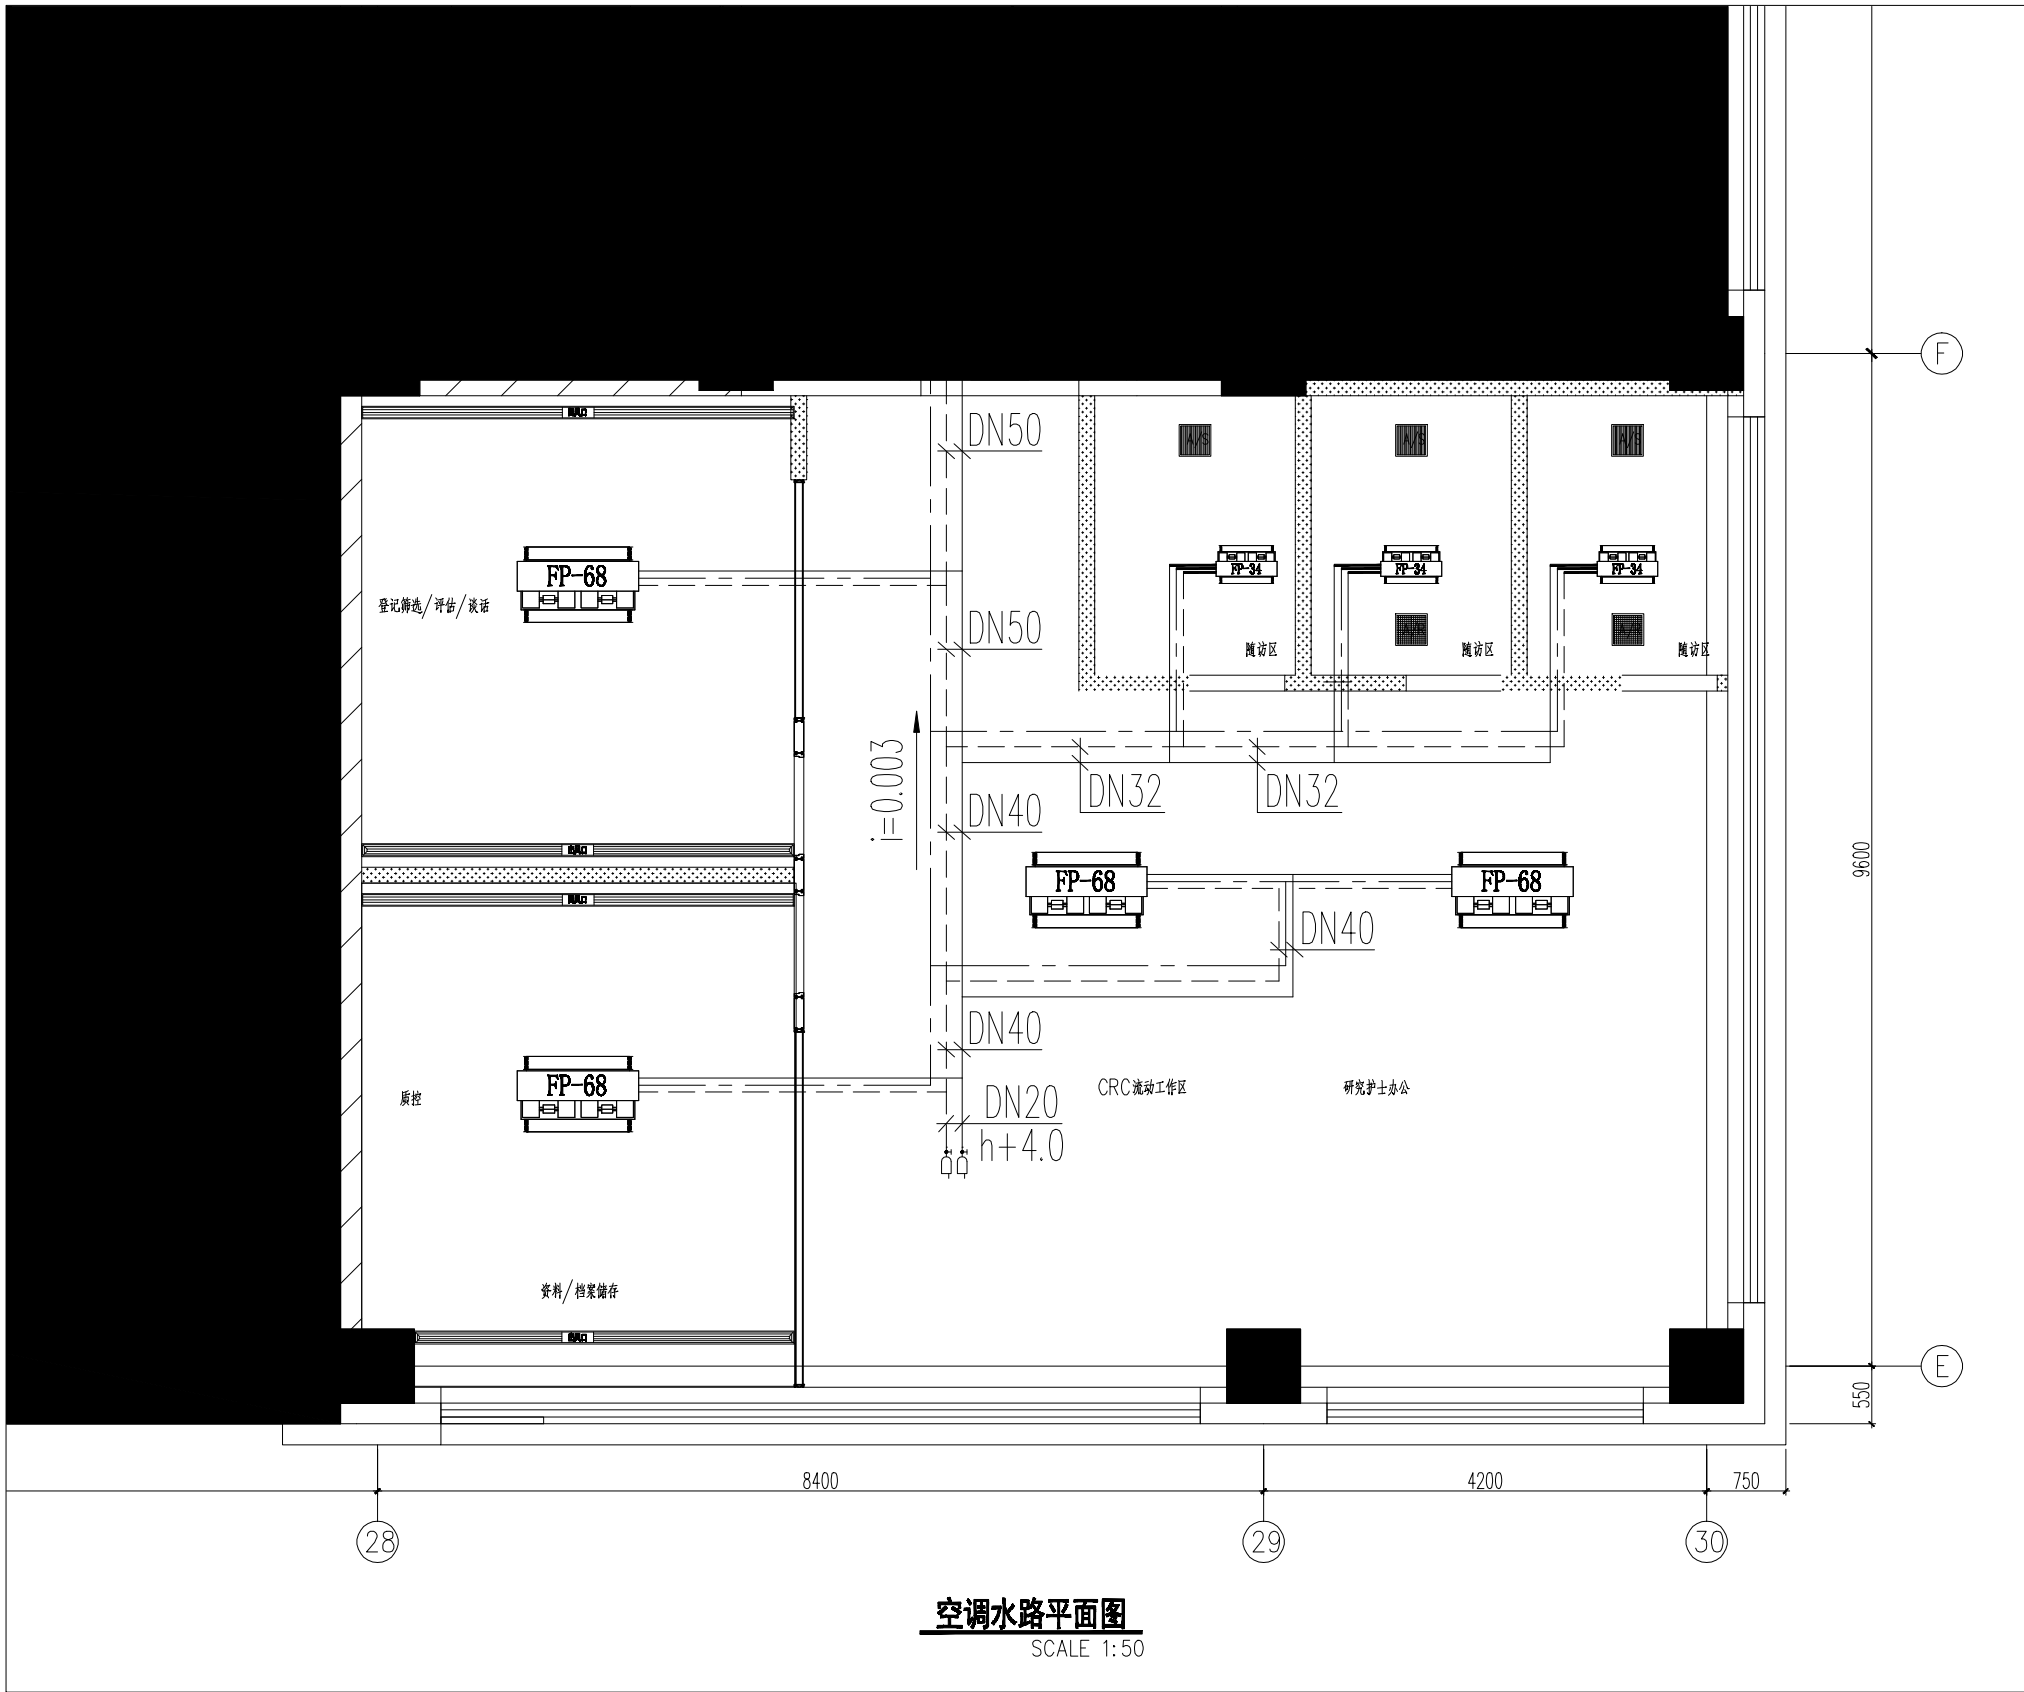 F
DN50
A/S
A/S
A/S
FP-68
FP-34
FP-34
FP-34
登记筛选/评估/谈话
DN50
随访区
随访区
随访区
i=0.003
DN32
DN32
DN40
9600
FP-68
FP-68
DN40
DN40
FP-68
质控
DN20
h+4.0
CRC流动工作区
研究护士办公
资料/档案储存
E
550
8400
4200
750
28
29
30
空调水路平面图
SCALE 1:50